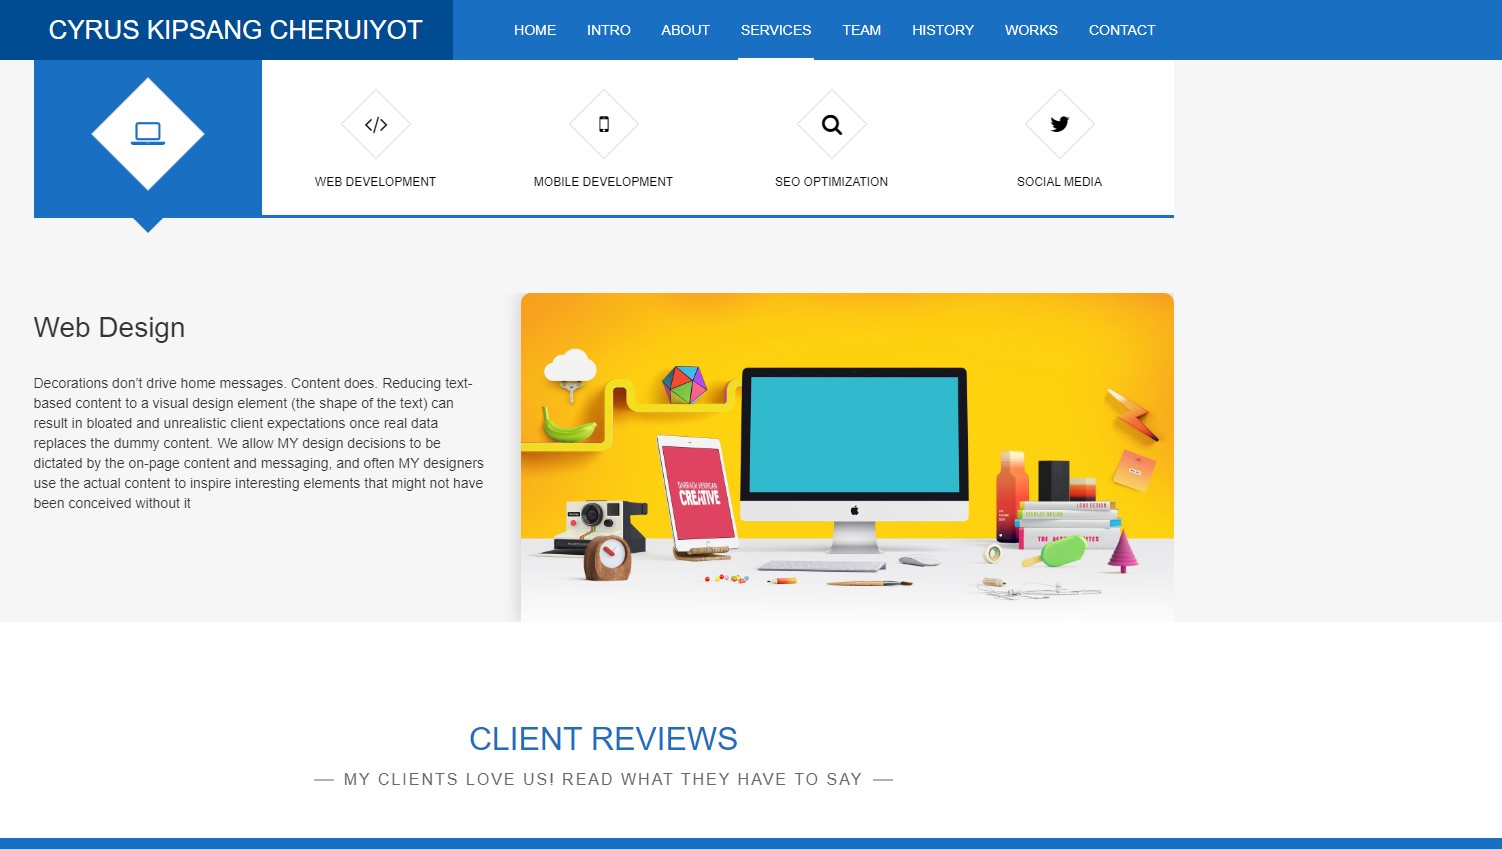 CYRUS KIPSANG CHERUIYOT
HOME INTRO ABOUT SERVICES TEAM HISTORY WORKS CONTACT
WEB DEVELOPMENT
MOBILE DEVELOPMENT
SEO OPTIMIZATION
SOCIAL MEDIA
Web Design
Decorations don’t drive home messages. Content does. Reducing text-
based content to a visual design element (the shape of the text) can
result in bloated and unrealistic client expectations once real data
replaces the dummy content. We allow MY design decisions to be
dictated by the on-page content and messaging, and often MY designers
use the actual content to inspire interesting elements that might not have
been conceived without it
CREATIVE
LOGO DESIGN
CLIENT REVIEWS
MY CLIENTS LOVE US! READ WHAT THEY HAVE TO SAY